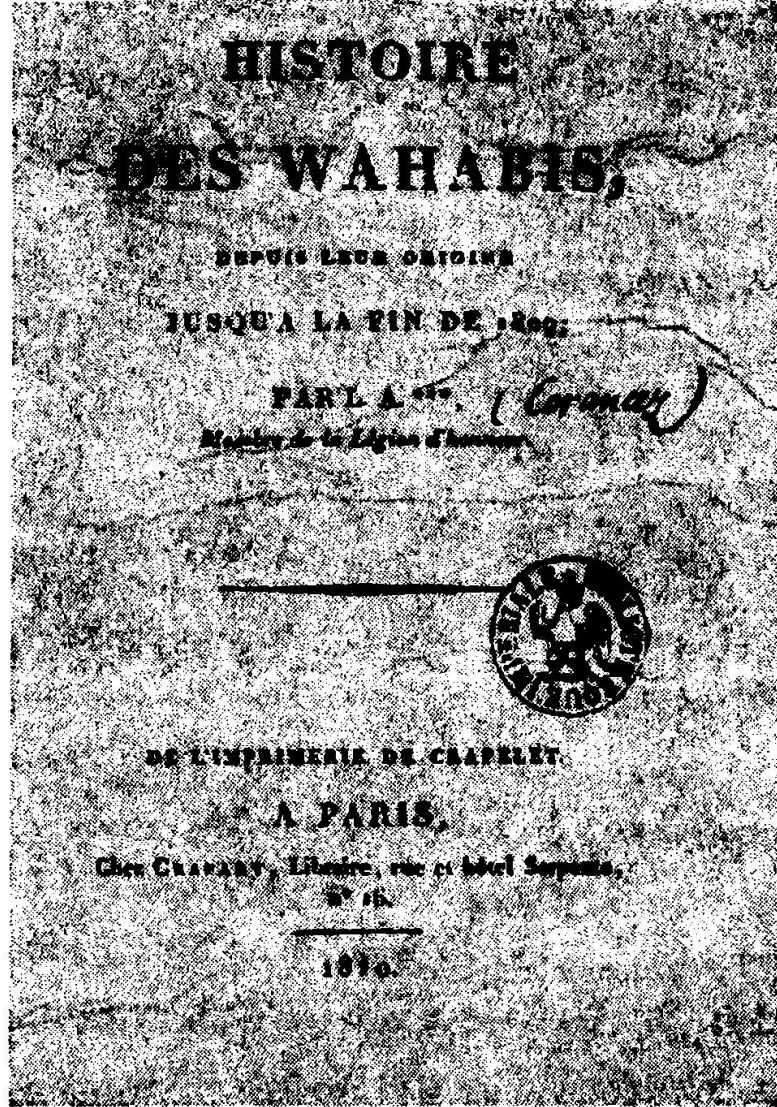 HISTOIRE
DES WAHABIS,
DEPUIS LEUR ORIGINE
JUSQU'A LA FIN DE 1809;
PAR L. A. ***, (Corancez)
Membre de la Légion d'honneur.
DE L'IMPRIMERIE DE CRAPELET.
A PARIS,
Chez CRAPART, Libraire, rue et hôtel Serpente,
n° 16.
1810.